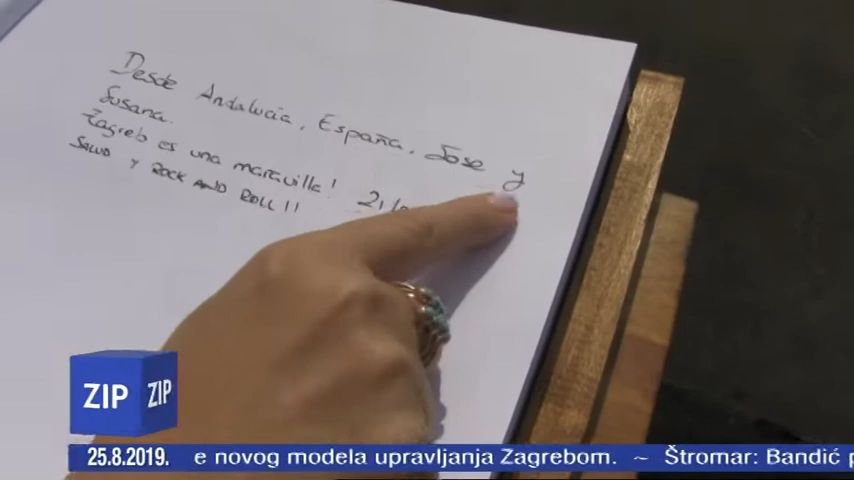 Desde Andalucía, España. Jose y
Susana.
Zagreb es una maravilla! 21/
SALUD Y ROCK AND ROLL!!
ZIP ZIP
25.8.2019. e novog modela upravljanja Zagrebom. ~ Štromar: Bandić p